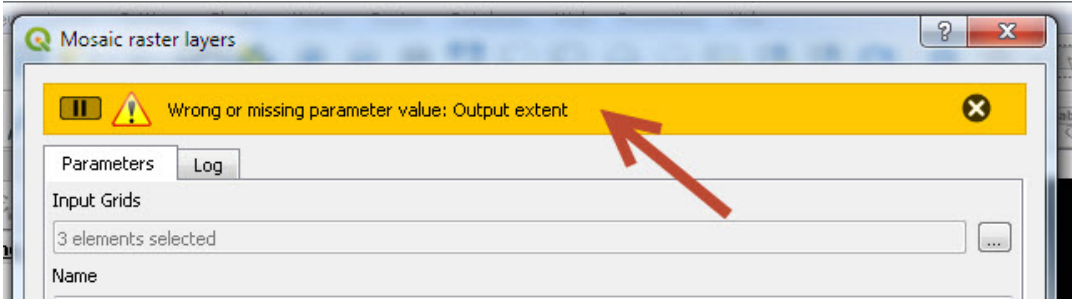 Mosaic raster layers
Wrong or missing parameter value: Output extent
Parameters Log
Input Grids
3 elements selected
...
Name